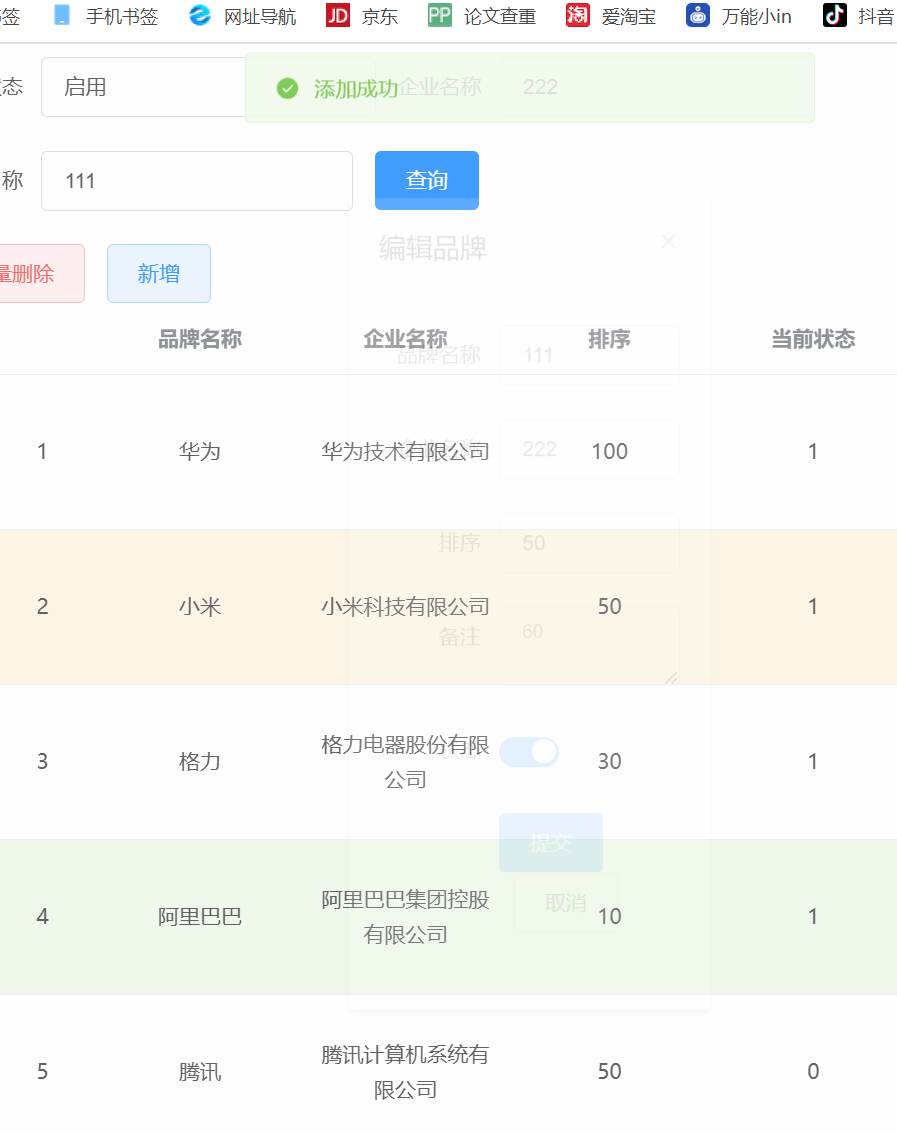 签 手机书签 网址导航 JD 京东 PP 论文查重 淘 爱淘宝 万能小in 抖音
态 启用 添加成功 企业名称 222
称 111 查询
编辑品牌
量删除 新增
品牌名称 企业名称 排序 当前状态
品牌名称 111
1 华为 华为技术有限公司 100 1
222
排序 50
2 小米 小米科技有限公司 50 1
备注 60
3 格力 格力电器股份有限公司 30 1
提交
4 阿里巴巴 阿里巴巴集团控股有限公司 10 1
取消
5 腾讯 腾讯计算机系统有限公司 50 0